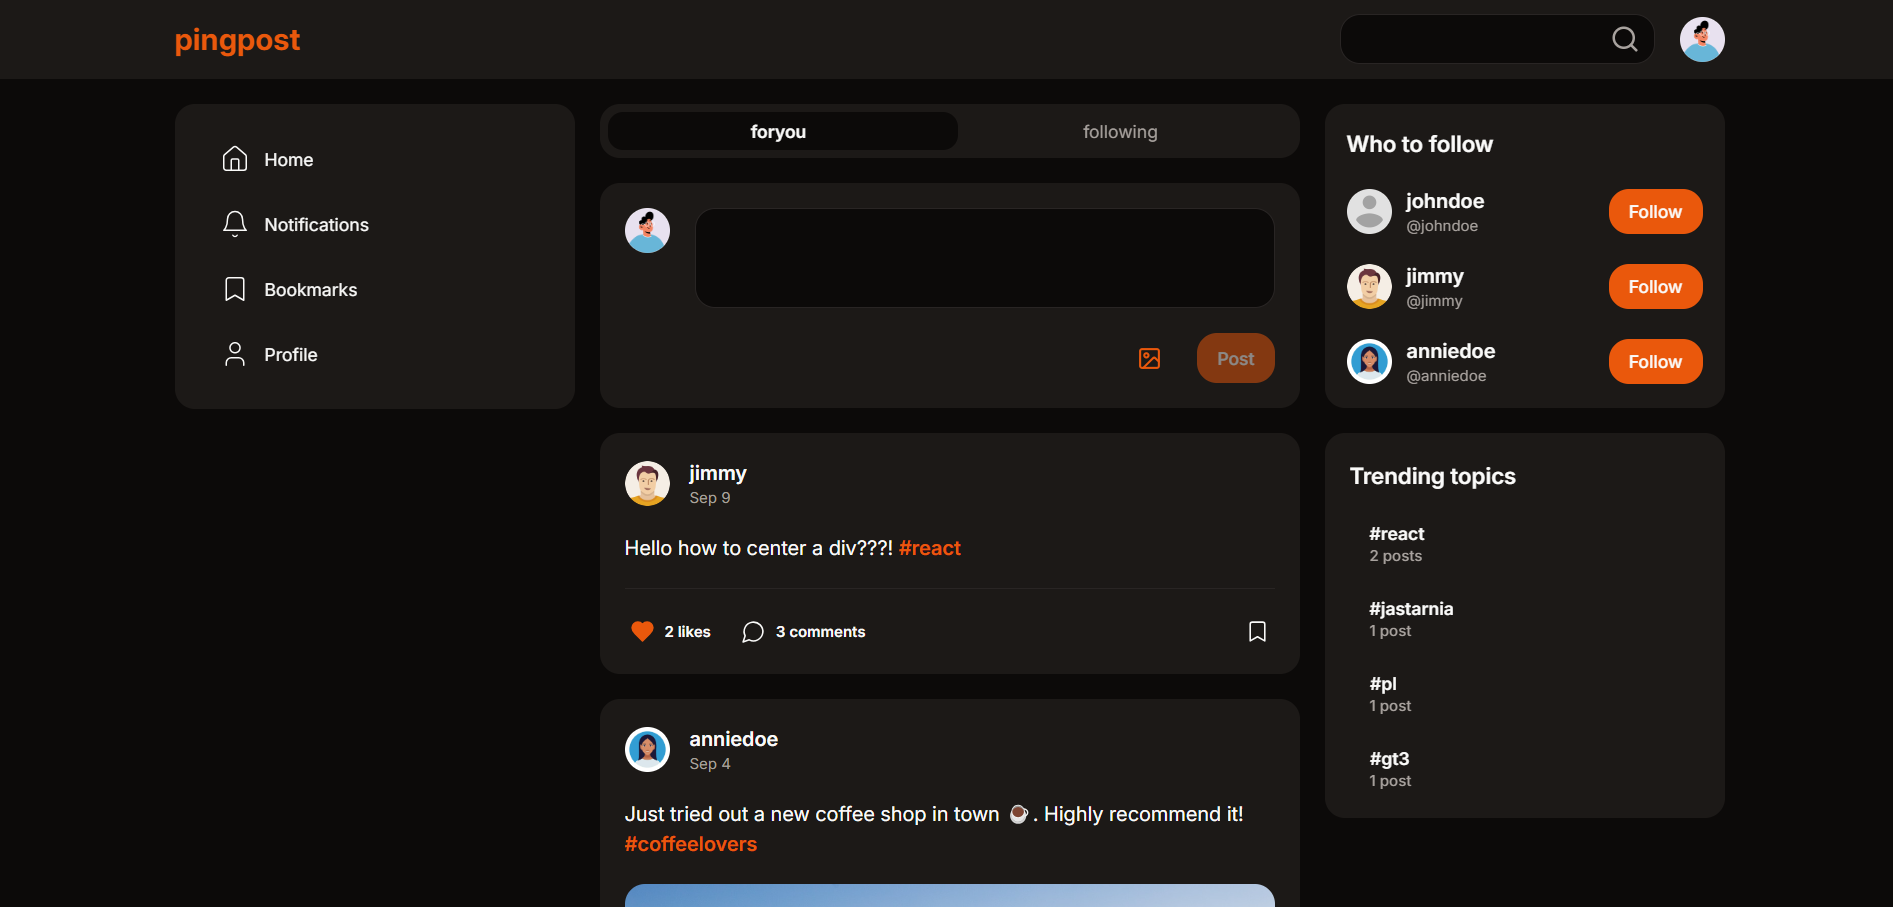 pingpost
Home
Notifications
Bookmarks
Profile
foryou
following
Post
jimmy
Sep 9
Hello how to center a div???! #react
2 likes
3 comments
anniedoe
Sep 4
Just tried out a new coffee shop in town ☕. Highly recommend it!
#coffeelovers
Who to follow
johndoe
@johndoe
Follow
jimmy
@jimmy
Follow
anniedoe
@anniedoe
Follow
Trending topics
#react
2 posts
#jastarnia
1 post
#pl
1 post
#gt3
1 post